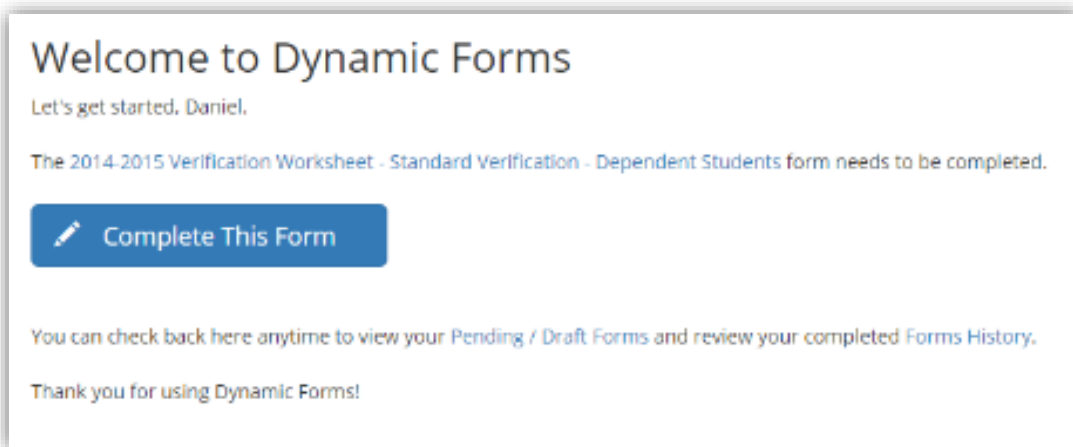 Welcome to Dynamic Forms
Let's get started, Daniel.
The 2014-2015 Verification Worksheet - Standard Verification - Dependent Students form needs to be completed.
Complete This Form
You can check back here anytime to view your Pending / Draft Forms and review your completed Forms History.
Thank you for using Dynamic Forms!